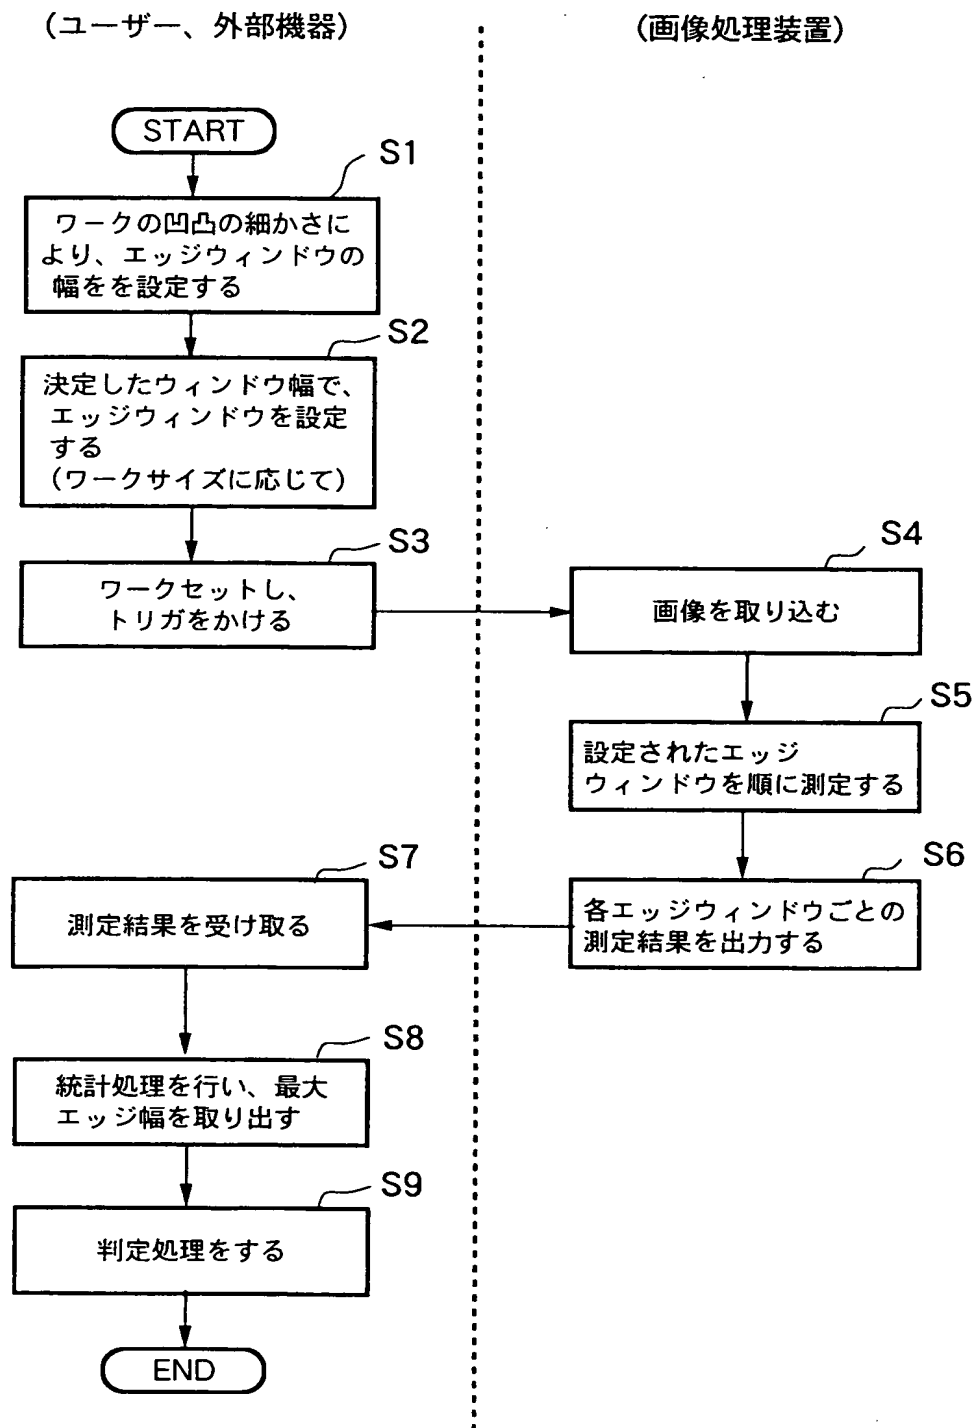 (ユーザー、外部機器)
(画像処理装置)
START
S1
ワークの凹凸の細かさに
より、エッジウィンドウの
幅をを設定する
S2
決定したウィンドウ幅で、
エッジウィンドウを設定
する
(ワークサイズに応じて)
S3
ワークセットし、
トリガをかける
S4
画像を取り込む
S5
設定されたエッジ
ウィンドウを順に測定する
S6
各エッジウィンドウごとの
測定結果を出力する
S7
測定結果を受け取る
S8
統計処理を行い、最大
エッジ幅を取り出す
S9
判定処理をする
END